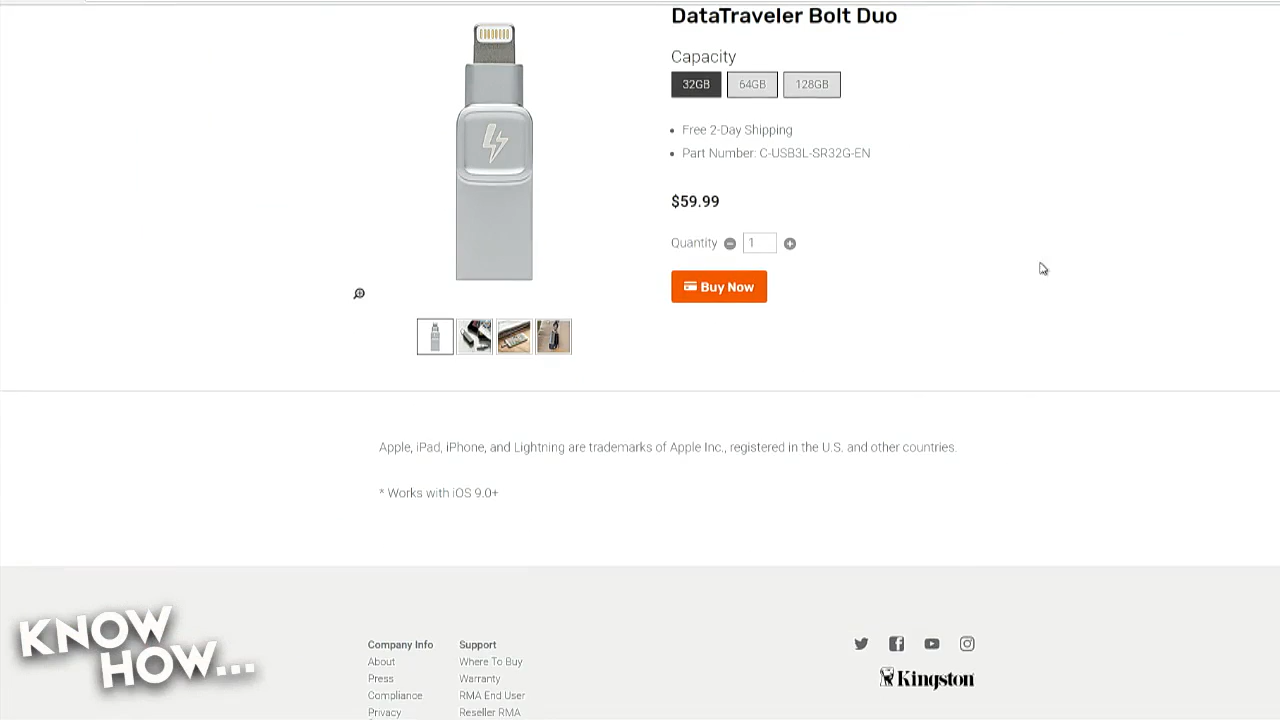 DataTraveler Bolt Duo
Capacity
32GB 64GB 128GB
Free 2-Day Shipping
Part Number: C-USB3L-SR32G-EN
$59.99
Quantity 1
Buy Now
Apple, iPad, iPhone, and Lightning are trademarks of Apple Inc., registered in the U.S. and other countries.
* Works with iOS 9.0+
KNOW
HOW...
Company Info
About
Press
Compliance
Privacy
Support
Where To Buy
Warranty
RMA End User
Reseller RMA
Kingston